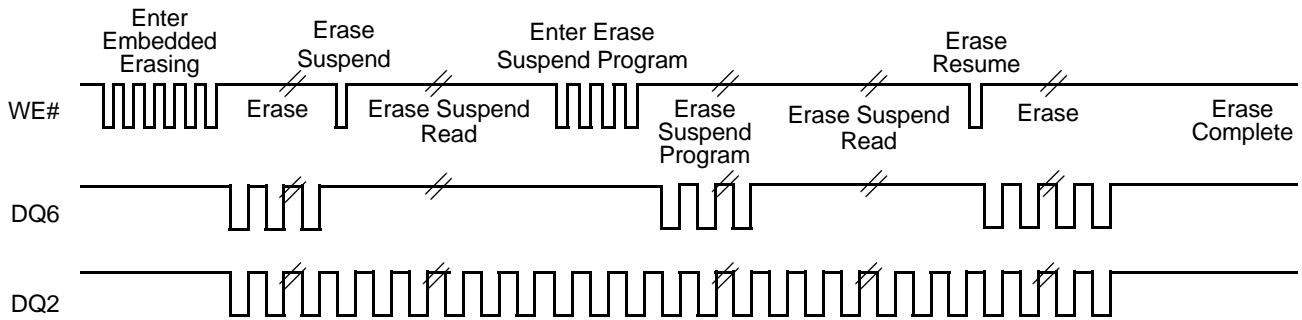 Enter
Embedded
Erasing
Erase
Suspend
Enter Erase
Suspend Program
Erase
Resume
WE#
Erase
Erase Suspend
Read
Erase
Suspend
Program
Erase Suspend
Read
Erase
Erase
Complete
DQ6
DQ2